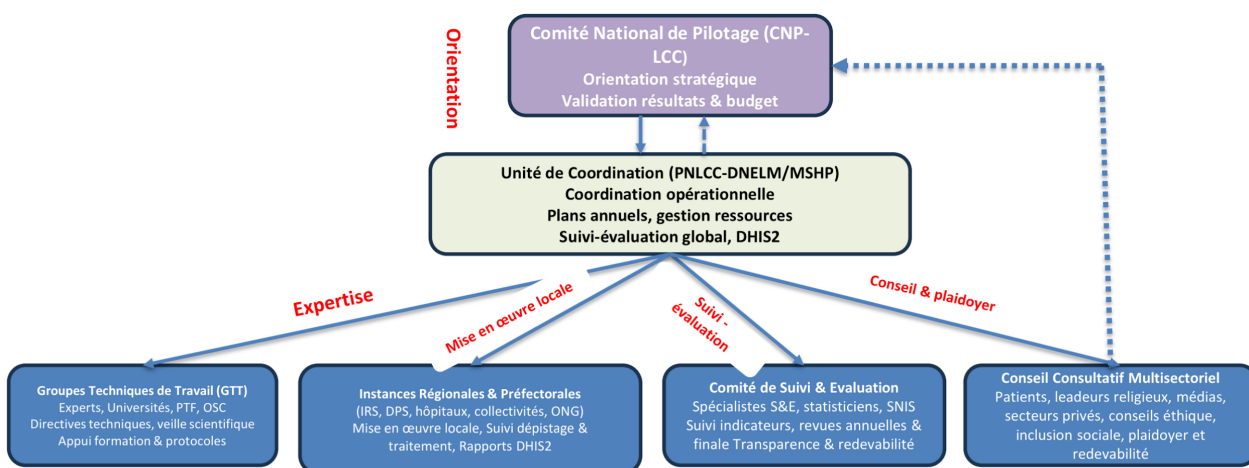 Orientation
Comité National de Pilotage (CNP-
LCC)
Orientation stratégique
Validation résultats & budget
Unité de Coordination (PNLCC-DNELM/MSHP)
Coordination opérationnelle
Plans annuels, gestion ressources
Suivi-évaluation global, DHIS2
Expertise
Mise en œuvre locale
Suivi -
évaluation
Conseil & plaidoyer
Groupes Techniques de Travail (GTT)
Experts, Universités, PTF, OSC
Directives techniques, veille scientifique
Appui formation & protocoles
Instances Régionales & Préfectorales
(IRS, DPS, hôpitaux, collectivités, ONG)
Mise en œuvre locale, Suivi dépistage &
traitement, Rapports DHIS2
Comité de Suivi & Evaluation
Spécialistes S&E, statisticiens, SNIS
Suivi indicateurs, revues annuelles &
finale Transparence & redevabilité
Conseil Consultatif Multisectoriel
Patients, leadeurs religieux, médias,
secteurs privés, conseils éthique,
inclusion sociale, plaidoyer et
redevabilité